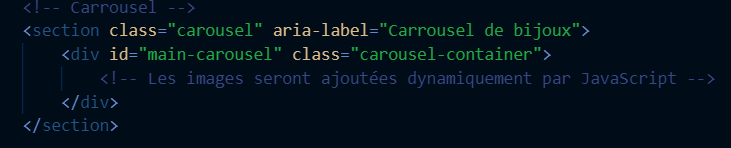 <!-- Carrousel -->
<section class="carousel" aria-label="Carrousel de bijoux">
<div id="main-carousel" class="carousel-container">
<!-- Les images seront ajoutées dynamiquement par JavaScript -->
</div>
</section>